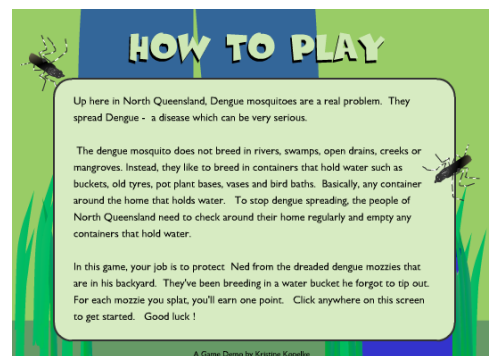 HOW TO PLAY
Up here in North Queensland, Dengue mosquitoes are a real problem. They
spread Dengue - a disease which can be very serious.
The dengue mosquito does not breed in rivers, swamps, open drains, creeks or
mangroves. Instead, they like to breed in containers that hold water such as
buckets, old tyres, pot plant bases, vases and bird baths. Basically, any container
around the home that holds water. To stop dengue spreading, the people of
North Queensland need to check around their home regularly and empty any
containers that hold water.
In this game, your job is to protect Ned from the dreaded dengue mozzies that
are in his backyard. They've been breeding in a water bucket he forgot to tip out.
For each mozzie you splat, you'll earn one point. Click anywhere on this screen
to get started. Good luck !
A Game Demo by Kristine Kopelke